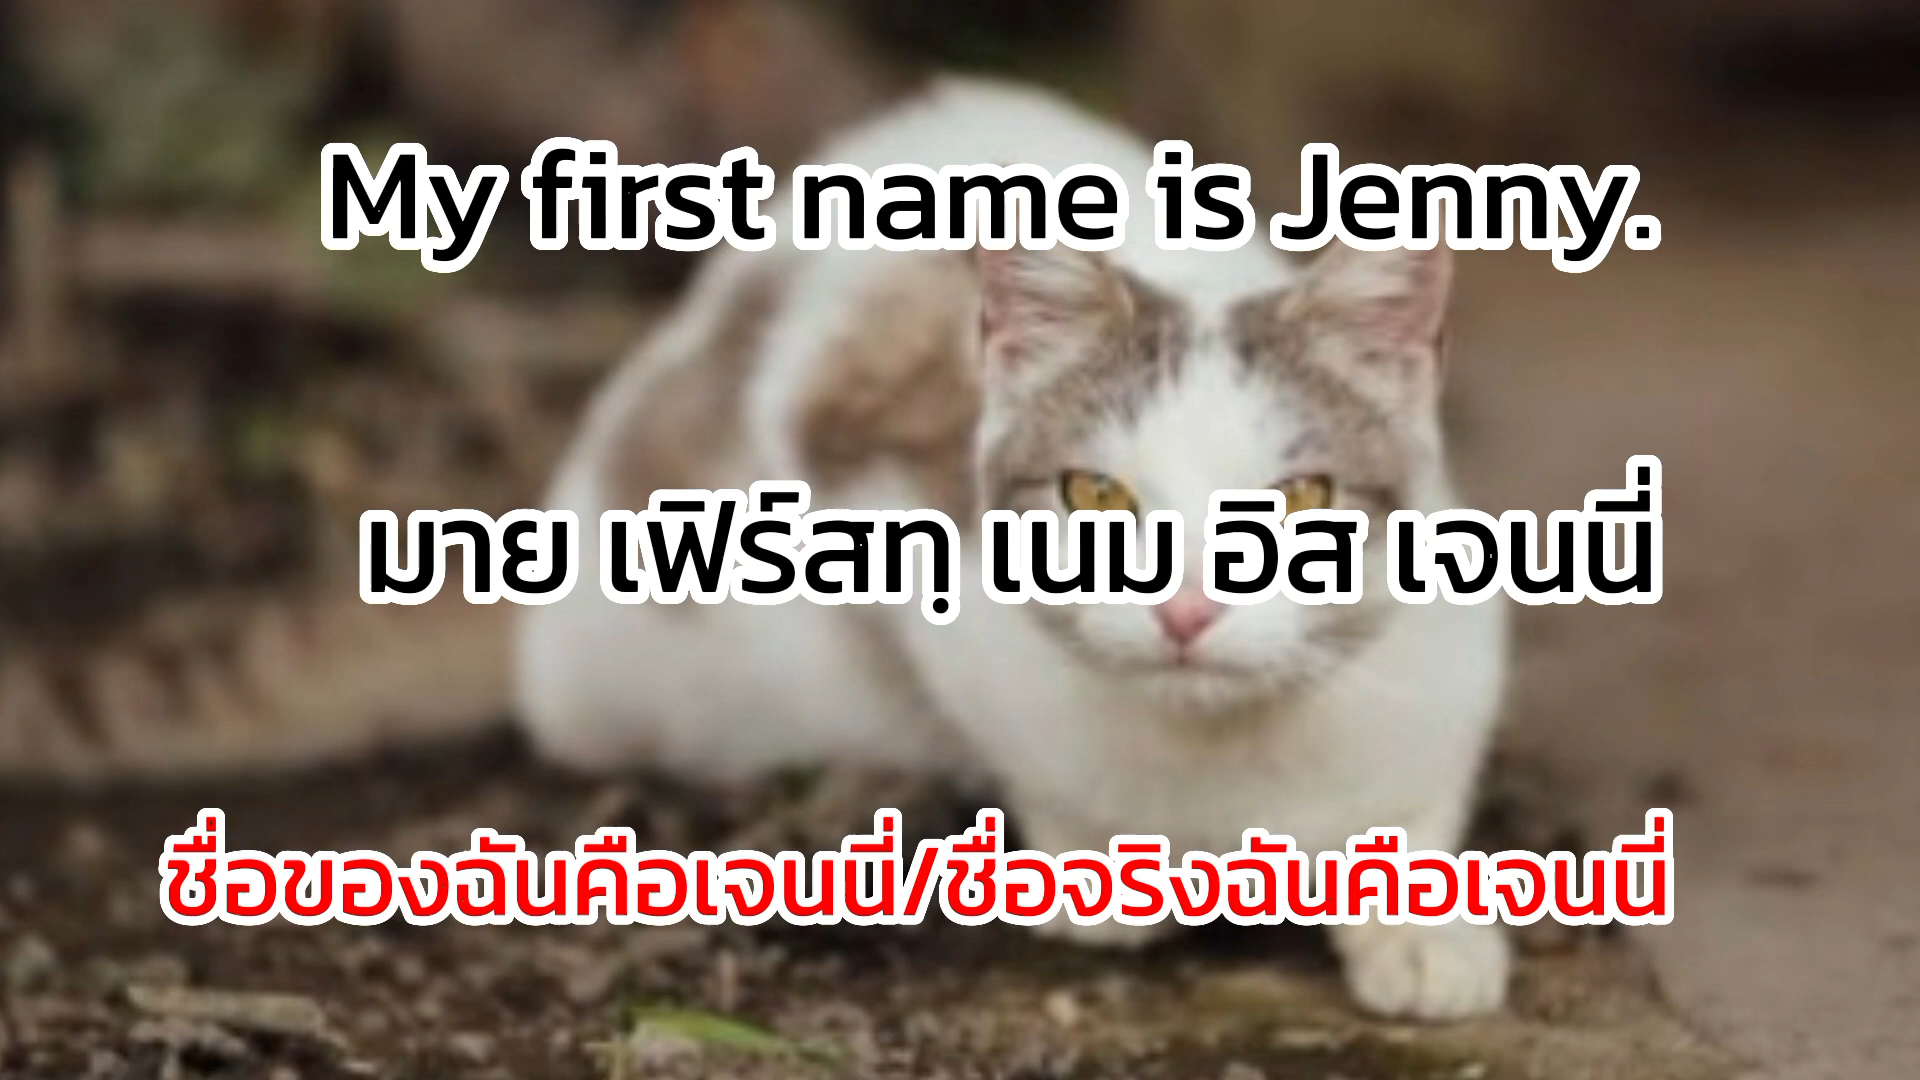 My first name is Jenny.
มาย เฟิร์สทฺ เนม อิส เจนนี่
ชื่อของฉันคือเจนนี่/ชื่อจริงฉันคือเจนนี่